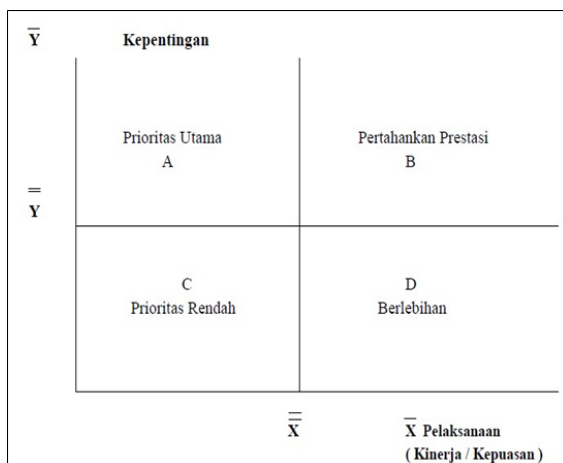 Y̅ Kepentingan
Prioritas Utama Pertahankan Prestasi
A B
Y̿
C D
Prioritas Rendah Berlebihan
X̿ X̅ Pelaksanaan
( Kinerja / Kepuasan )